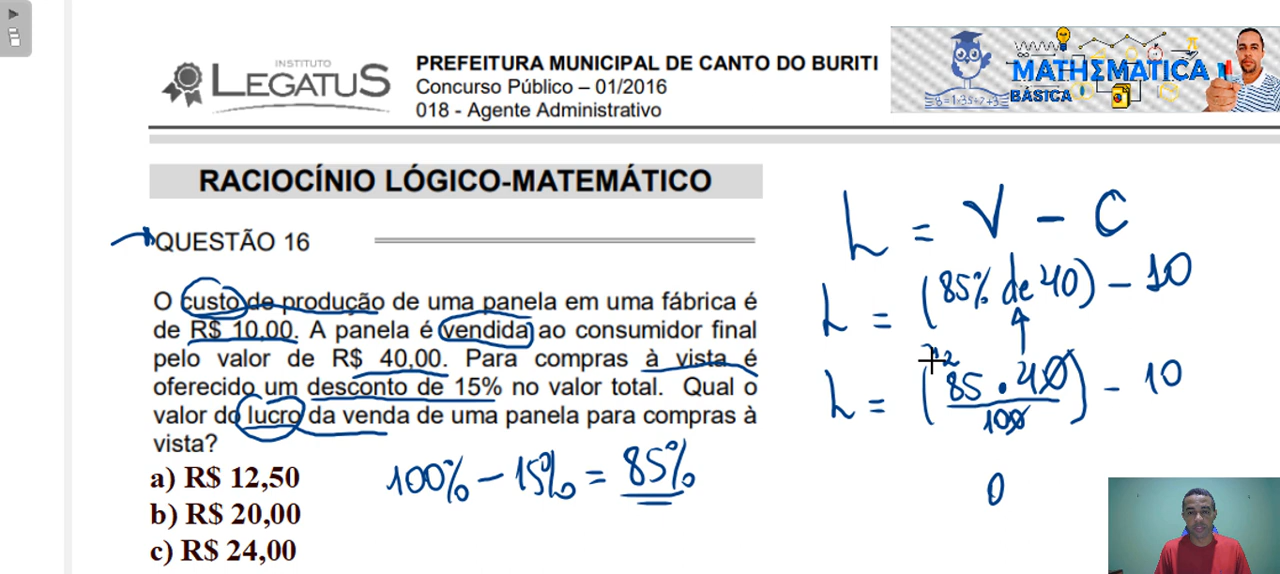 INSTITUTO
LEGATUS
PREFEITURA MUNICIPAL DE CANTO DO BURITI
Concurso Público – 01/2016
018 - Agente Administrativo
MATHΣMATICA
BÁSICA
RACIOCÍNIO LÓGICO-MATEMÁTICO
QUESTÃO 16
O custo de produção de uma panela em uma fábrica é
de R$ 10,00. A panela é vendida ao consumidor final
pelo valor de R$ 40,00. Para compras à vista é
oferecido um desconto de 15% no valor total. Qual o
valor do lucro da venda de uma panela para compras à
vista?
a) R$ 12,50
b) R$ 20,00
c) R$ 24,00
100% - 15% = 85%
L = V - C
L = (85% de 40) - 10
2
L = (85 . 40) - 10
100
0